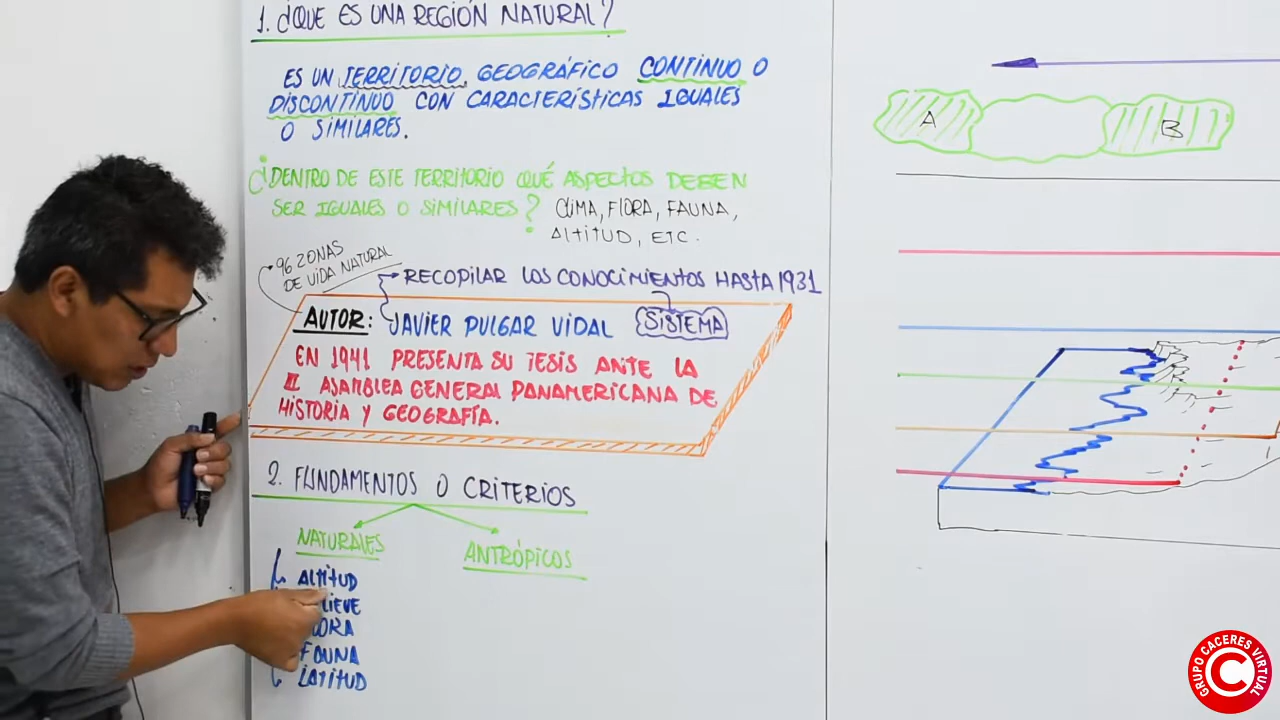 1. ¿QUE ES UNA REGIÓN NATURAL?
ES UN TERRITORIO, GEOGRÁFICO CONTINUO O
DISCONTINUO CON CARACTERÍSTICAS IGUALES
O SIMILARES.
¿DENTRO DE ESTE TERRITORIO QUÉ ASPECTOS DEBEN
SER IGUALES O SIMILARES? CLIMA, FLORA, FAUNA,
ALTITUD, ETC.
96 ZONAS
DE VIDA NATURAL
RECOPILAR LOS CONOCIMIENTOS HASTA 1931
AUTOR: JAVIER PULGAR VIDAL SISTEMA
EN 1941 PRESENTA SU TESIS ANTE LA
III ASAMBLEA GENERAL PANAMERICANA DE
HISTORIA Y GEOGRAFÍA.
2. FUNDAMENTOS O CRITERIOS
NATURALES ANTRÓPICOS
ALTITUD
LIEVE
ORA
FAUNA
LATITUD
A B
GRUPO CACERES VIRTUAL
C